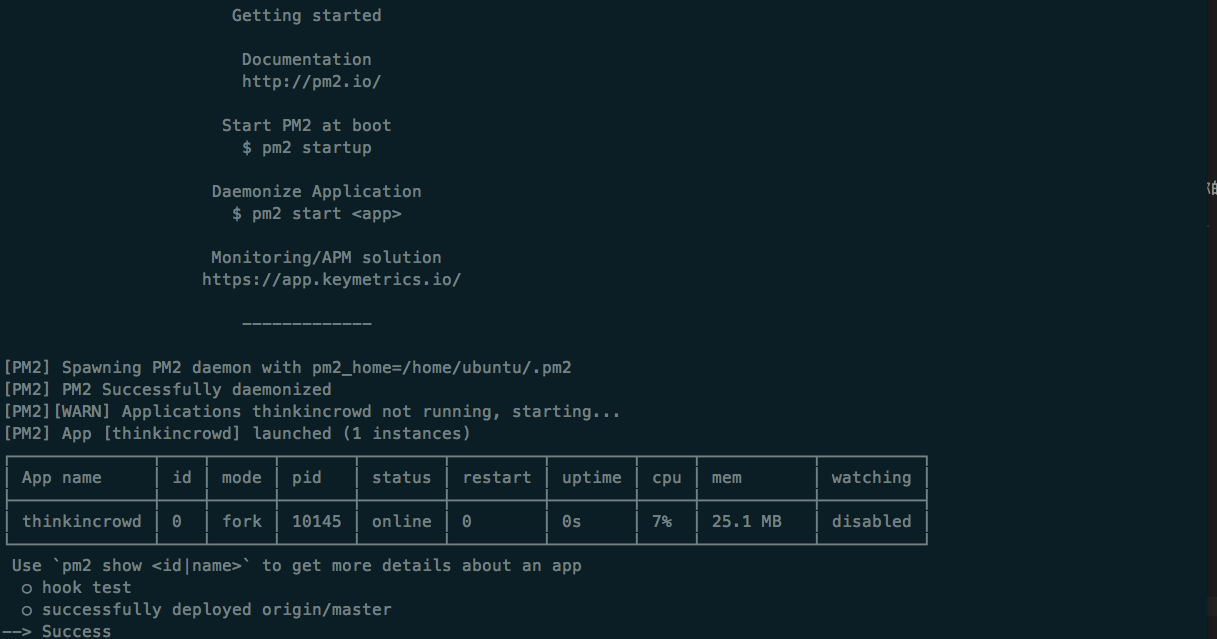 Getting started
Documentation
http://pm2.io/
Start PM2 at boot
$ pm2 startup
Daemonize Application
$ pm2 start <app>
Monitoring/APM solution
https://app.keymetrics.io/
-------------
[PM2] Spawning PM2 daemon with pm2_home=/home/ubuntu/.pm2
[PM2] PM2 Successfully daemonized
[PM2][WARN] Applications thinkincrowd not running, starting...
[PM2] App [thinkincrowd] launched (1 instances)
App name │ id │ mode │ pid │ status │ restart │ uptime │ cpu │ mem │ watching
thinkincrowd │ 0 │ fork │ 10145 │ online │ 0 │ 0s │ 7% │ 25.1 MB │ disabled
Use `pm2 show <id|name>` to get more details about an app
○ hook test
○ successfully deployed origin/master
--> Success